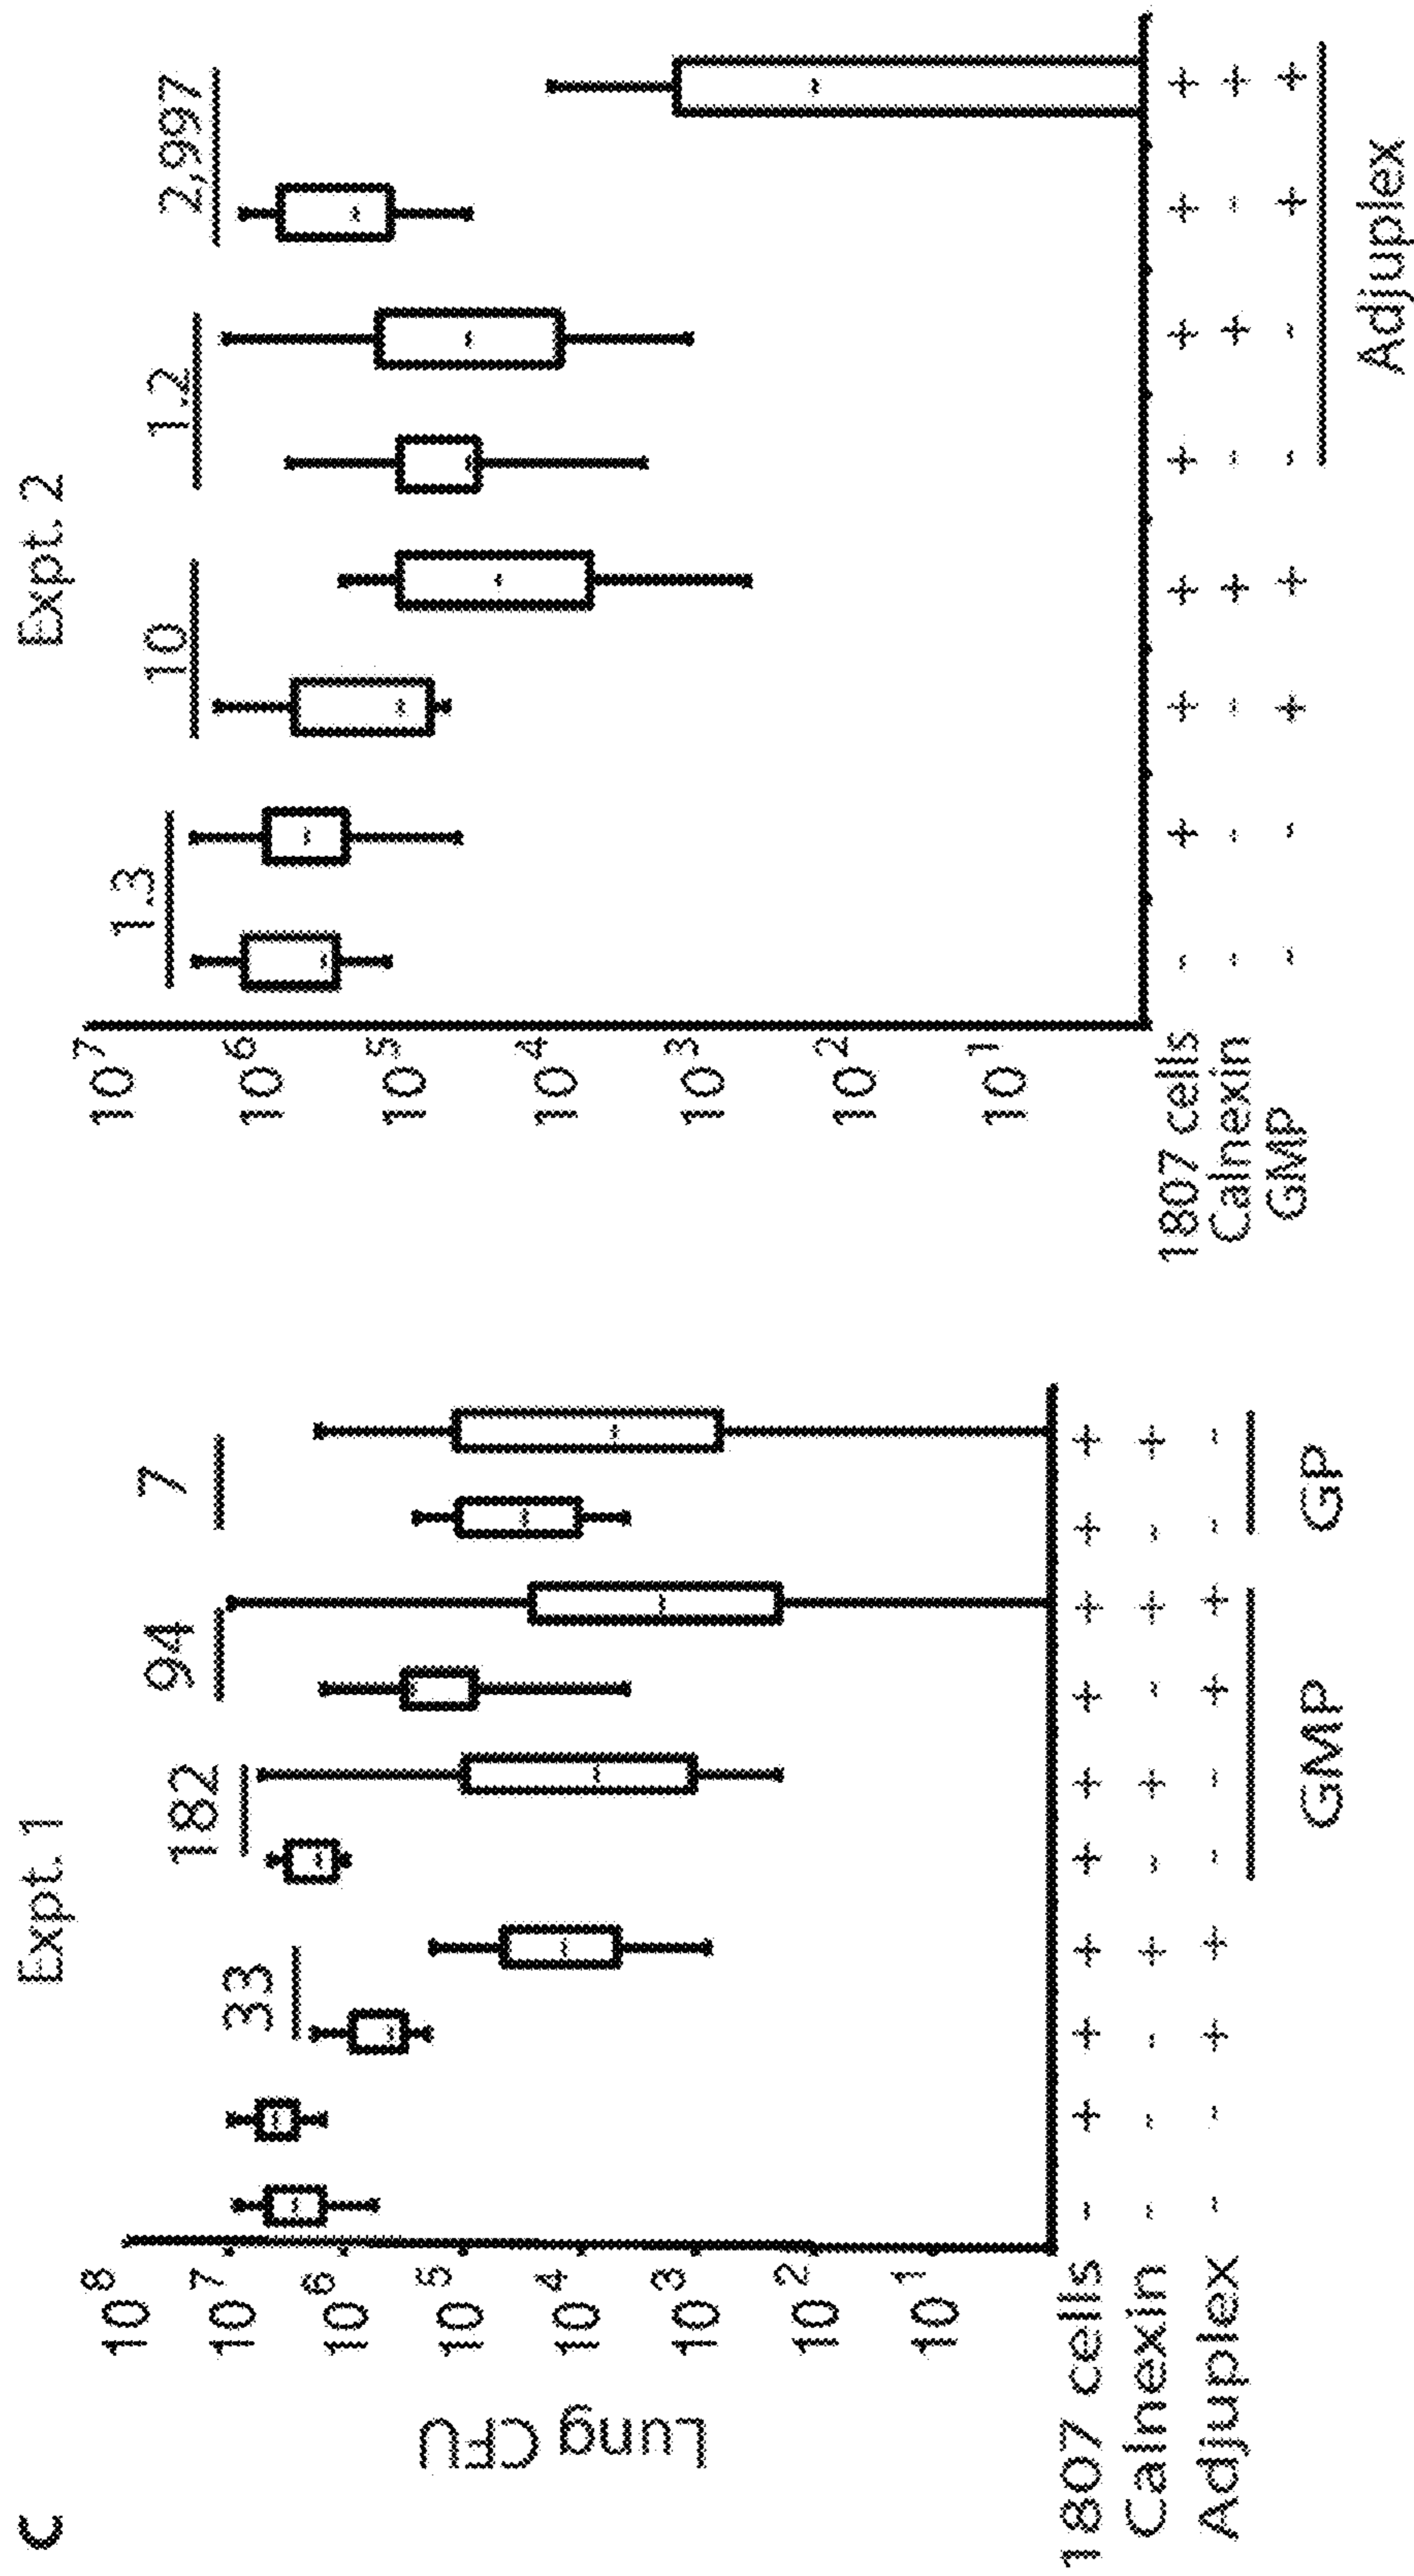 C
Expt. 1
Lung CFU
10^8
10^7
10^6
10^5
10^4
10^3
10^2
10^1
33
182
94
7
1807 cells - + + + + + + + + +
Calnexin - - - + - + - + - +
Adjuplex - - + + - - + + - -
GMP
GP
Expt. 2
10^7
10^6
10^5
10^4
10^3
10^2
10^1
1.3
10
1.2
2,997
1807 cells - + + + + + + +
Calnexin - - - + - + - +
GMP - - + + - - + +
Adjuplex